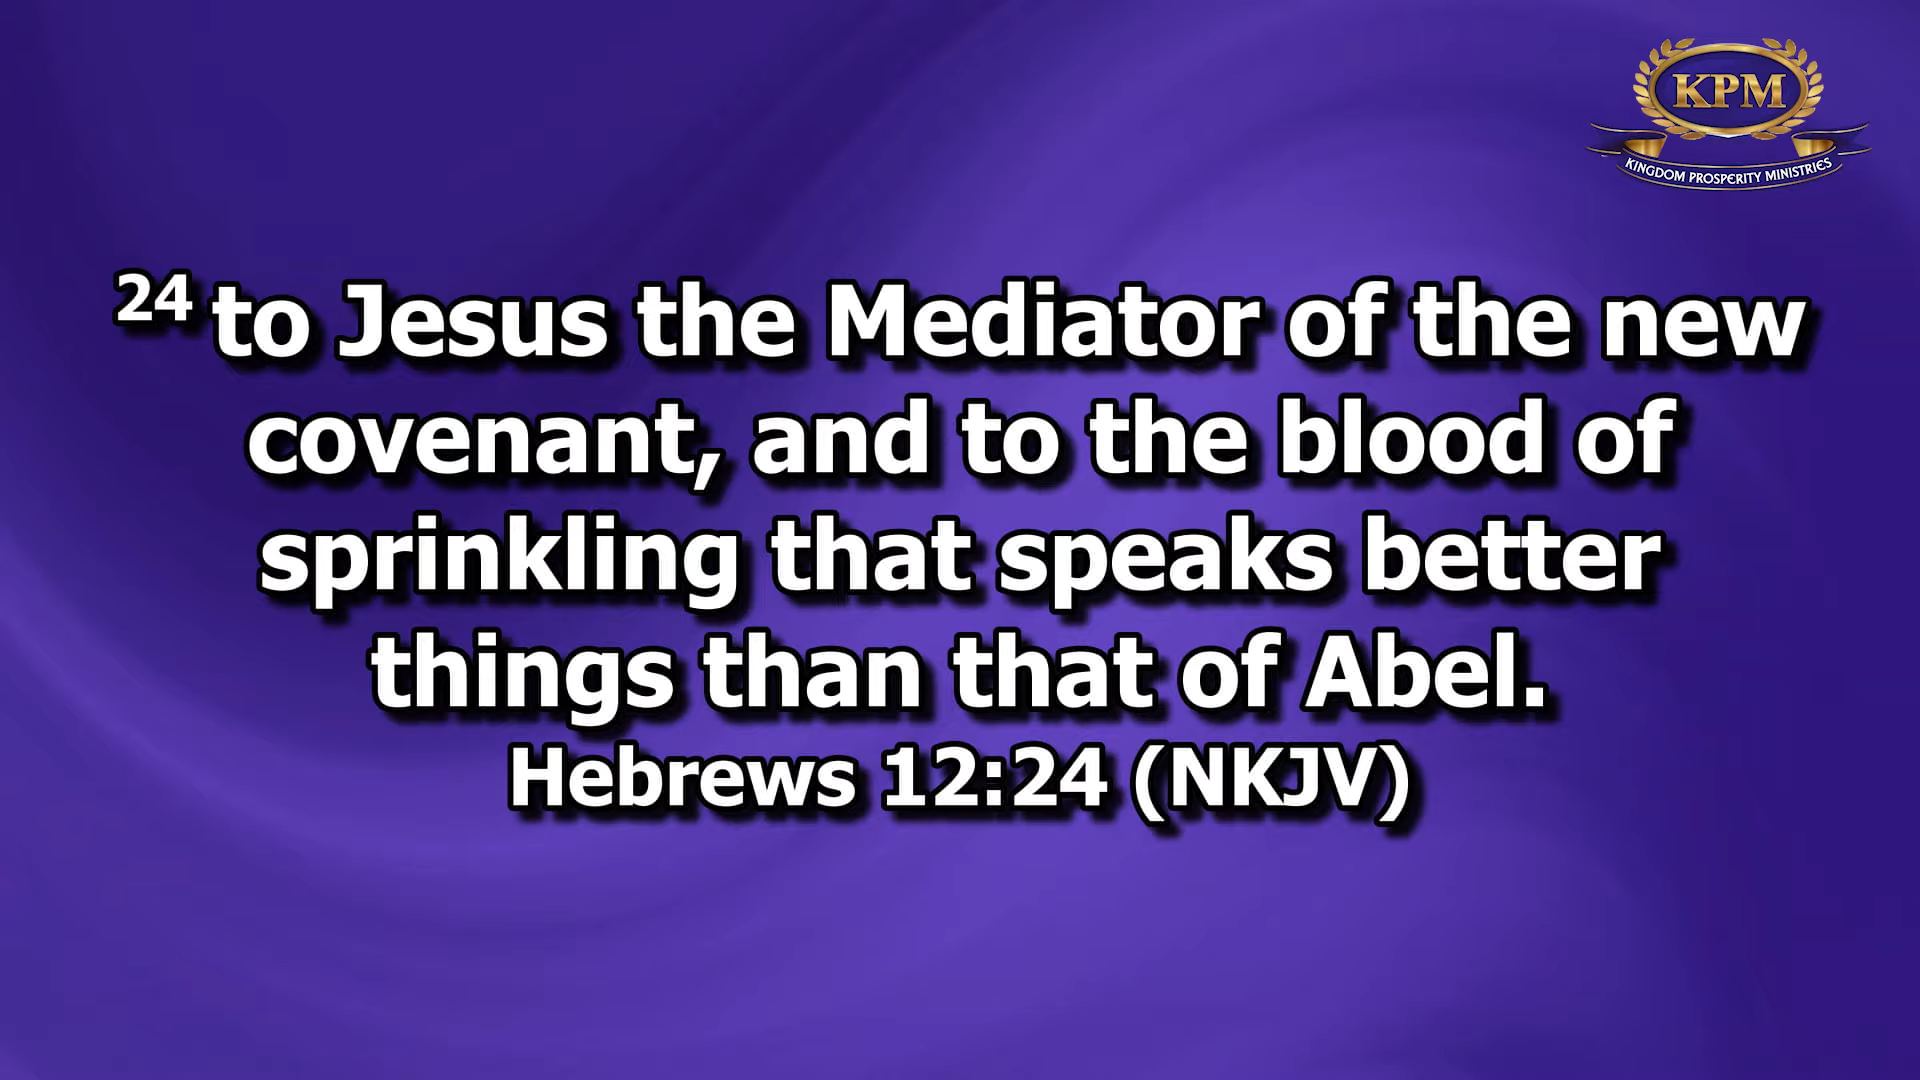 KPM
KINGDOM PROSPERITY MINISTRIES
24 to Jesus the Mediator of the new
covenant, and to the blood of
sprinkling that speaks better
things than that of Abel.
Hebrews 12:24 (NKJV)